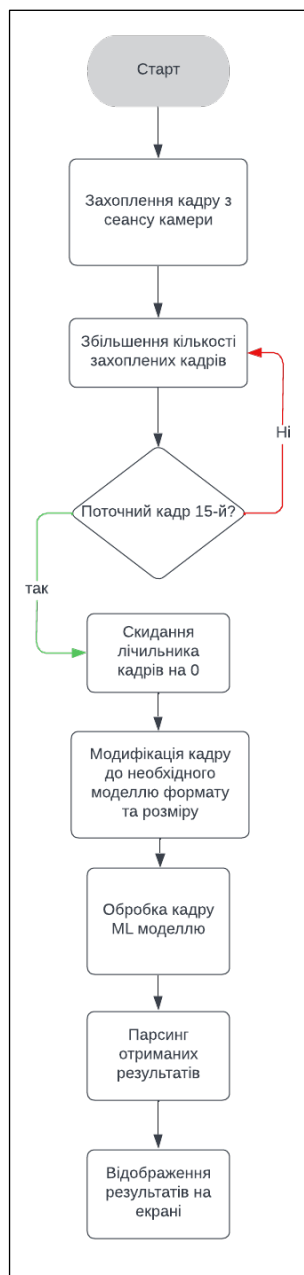 Старт
Захоплення кадру з
сеансу камери
Збільшення кількості
захоплених кадрів
Ні
Поточний кадр 15-й?
так
Скидання
лічильника
кадрів на 0
Модифікація кадру
до необхідного
моделлю формату
та розміру
Обробка кадру
ML моделлю
Парсинг
отриманих
результатів
Відображення
результатів на
екрані